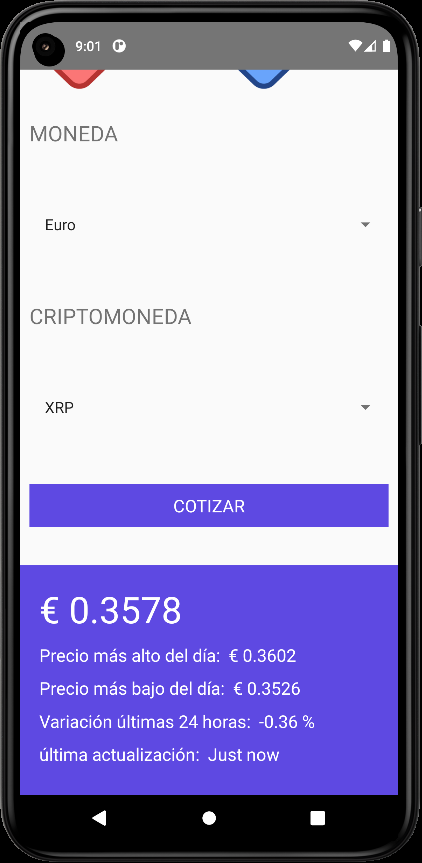 9:01
MONEDA
Euro
CRIPTOMONEDA
XRP
COTIZAR
€ 0.3578
Precio más alto del día: € 0.3602
Precio más bajo del día: € 0.3526
Variación últimas 24 horas: -0.36 %
última actualización: Just now